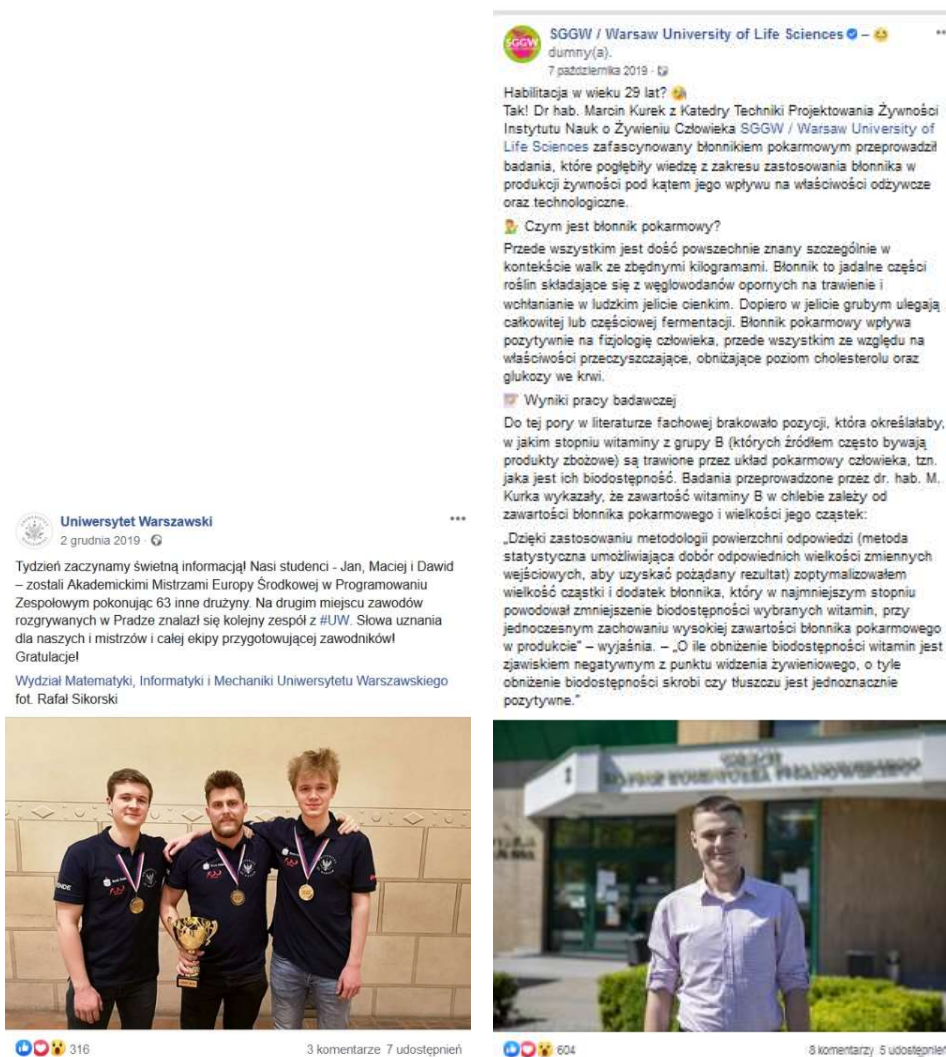 Uniwersytet Warszawski
2 grudnia 2019
Tydzień zaczynamy świetną informacją! Nasi studenci - Jan, Maciej i Dawid
– zostali Akademickimi Mistrzami Europy Środkowej w Programowaniu
Zespołowym pokonując 63 inne drużyny. Na drugim miejscu zawodów
rozgrywanych w Pradze znalazł się kolejny zespół z #UW. Słowa uznania
dla naszych i mistrzów i całej ekipy przygotowującej zawodników!
Gratulacje!
Wydział Matematyki, Informatyki i Mechaniki Uniwersytetu Warszawskiego
fot. Rafał Sikorski
316
3 komentarze 7 udostępnień
SGGW
SGGW / Warsaw University of Life Sciences –
dumny(a).
7 października 2019
Habilitacja w wieku 29 lat?
Tak! Dr hab. Marcin Kurek z Katedry Techniki Projektowania Żywności
Instytutu Nauk o Żywieniu Człowieka SGGW / Warsaw University of
Life Sciences zafascynowany błonnikiem pokarmowym przeprowadził
badania, które pogłębiły wiedzę z zakresu zastosowania błonnika w
produkcji żywności pod kątem jego wpływu na właściwości odżywcze
oraz technologiczne.
Czym jest błonnik pokarmowy?
Przede wszystkim jest dość powszechnie znany szczególnie w
kontekście walk ze zbędnymi kilogramami. Błonnik to jadalne części
roślin składające się z węglowodanów opornych na trawienie i
wchłanianie w ludzkim jelicie cienkim. Dopiero w jelicie grubym ulegają
całkowitej lub częściowej fermentacji. Błonnik pokarmowy wpływa
pozytywnie na fizjologię człowieka, przede wszystkim ze względu na
właściwości przeczyszczające, obniżające poziom cholesterolu oraz
glukozy we krwi.
Wyniki pracy badawczej
Do tej pory w literaturze fachowej brakowało pozycji, która określałaby,
w jakim stopniu witaminy z grupy B (których źródłem często bywają
produkty zbożowe) są trawione przez układ pokarmowy człowieka, tzn.
jaka jest ich biodostępność. Badania przeprowadzone przez dr. hab. M.
Kurka wykazały, że zawartość witaminy B w chlebie zależy od
zawartości błonnika pokarmowego i wielkości jego cząstek:
„Dzięki zastosowaniu metodologii powierzchni odpowiedzi (metoda
statystyczna umożliwiająca dobór odpowiednich wielkości zmiennych
wejściowych, aby uzyskać pożądany rezultat) zoptymalizowałem
wielkość cząstki i dodatek błonnika, który w najmniejszym stopniu
powodował zmniejszenie biodostępności wybranych witamin, przy
jednoczesnym zachowaniu wysokiej zawartości błonnika pokarmowego
w produkcie” – wyjaśnia. – „O ile obniżenie biodostępności witamin jest
zjawiskiem negatywnym z punktu widzenia żywieniowego, o tyle
obniżenie biodostępności skrobi czy tłuszczu jest jednoznacznie
pozytywne.”
604
8 komentarzy 5 udostępnień